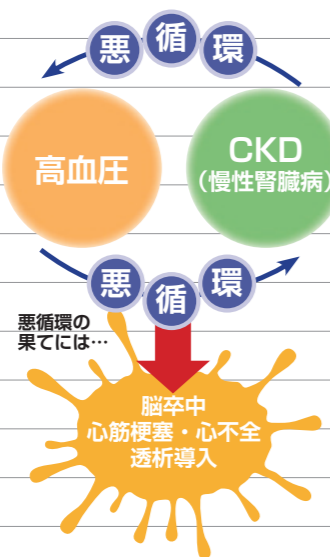 悪循環
高血圧
CKD
（慢性腎臓病）
悪循環
悪循環の
果てには…
脳卒中
心筋梗塞・心不全
透析導入